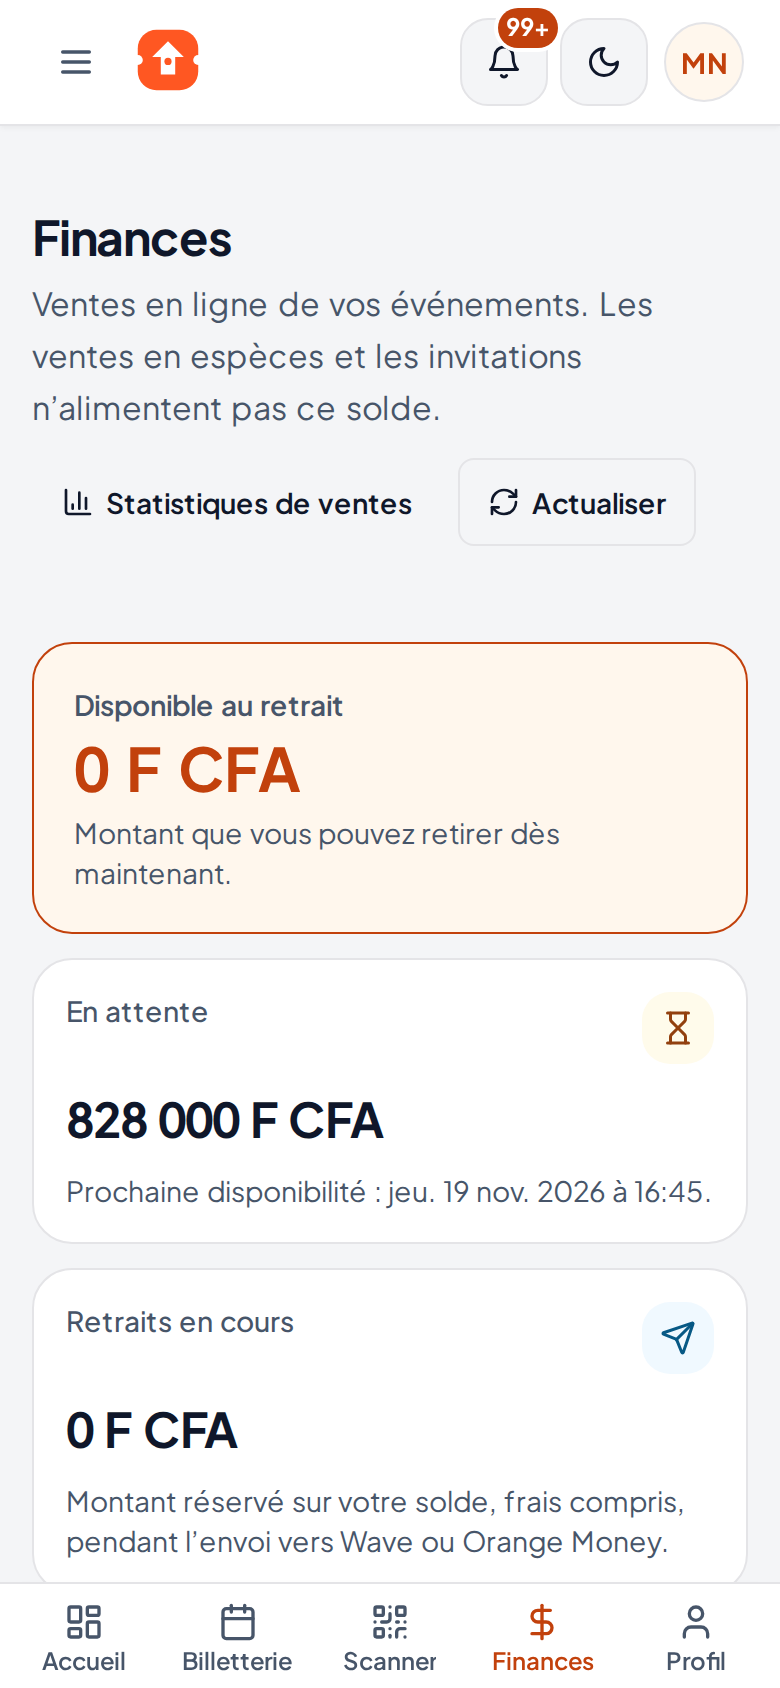 99+
MN
Finances
Ventes en ligne de vos événements. Les
ventes en espèces et les invitations
n’alimentent pas ce solde.
Statistiques de ventes
Actualiser
Disponible au retrait
0 F CFA
Montant que vous pouvez retirer dès
maintenant.
En attente
828 000 F CFA
Prochaine disponibilité : jeu. 19 nov. 2026 à 16:45.
Retraits en cours
0 F CFA
Montant réservé sur votre solde, frais compris,
pendant l’envoi vers Wave ou Orange Money.
Accueil
Billetterie
Scanner
Finances
Profil